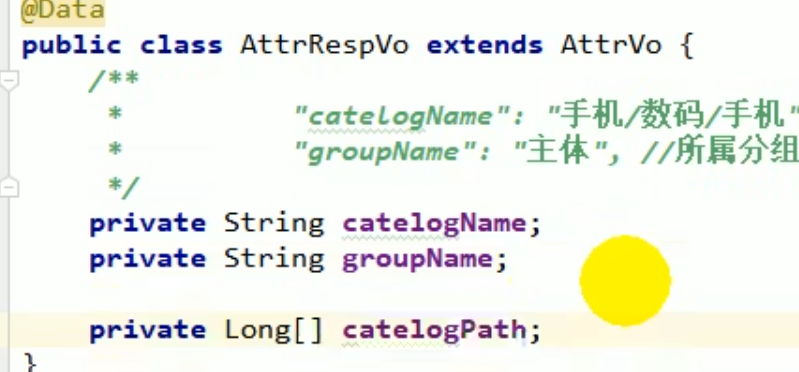 @Data
public class AttrRespVo extends AttrVo {
/**
* "catelogName": "手机/数码/手机"
* "groupName": "主体", //所属分组
*/
private String catelogName;
private String groupName;
private Long[] catelogPath;
}